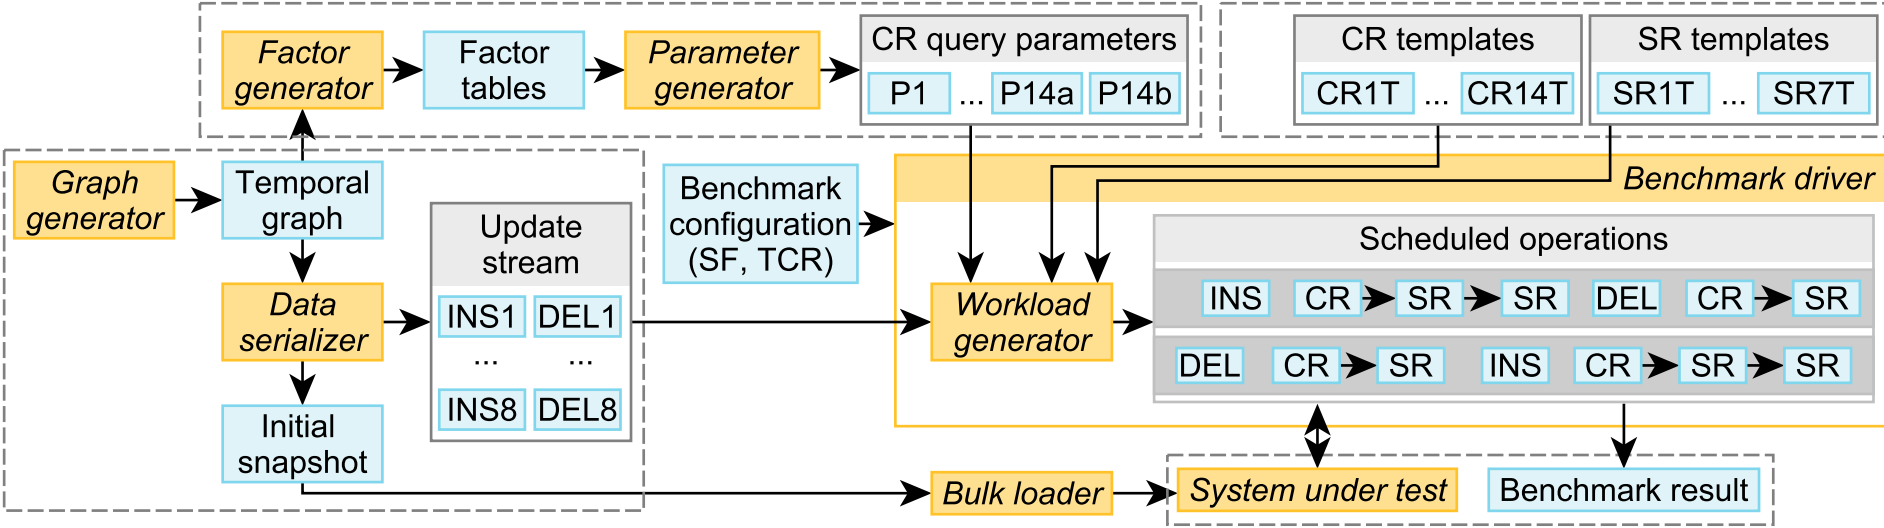 Factor
generator
Factor
tables
Parameter
generator
CR query parameters
P1 ... P14a P14b
CR templates
CR1T ... CR14T
SR templates
SR1T ... SR7T
Graph
generator
Temporal
graph
Data
serializer
Initial
snapshot
Update
stream
INS1 DEL1
... ...
INS8 DEL8
Benchmark
configuration
(SF, TCR)
Benchmark driver
Workload
generator
Scheduled operations
INS CR SR SR DEL CR SR
DEL CR SR INS CR SR SR
Bulk loader
System under test
Benchmark result